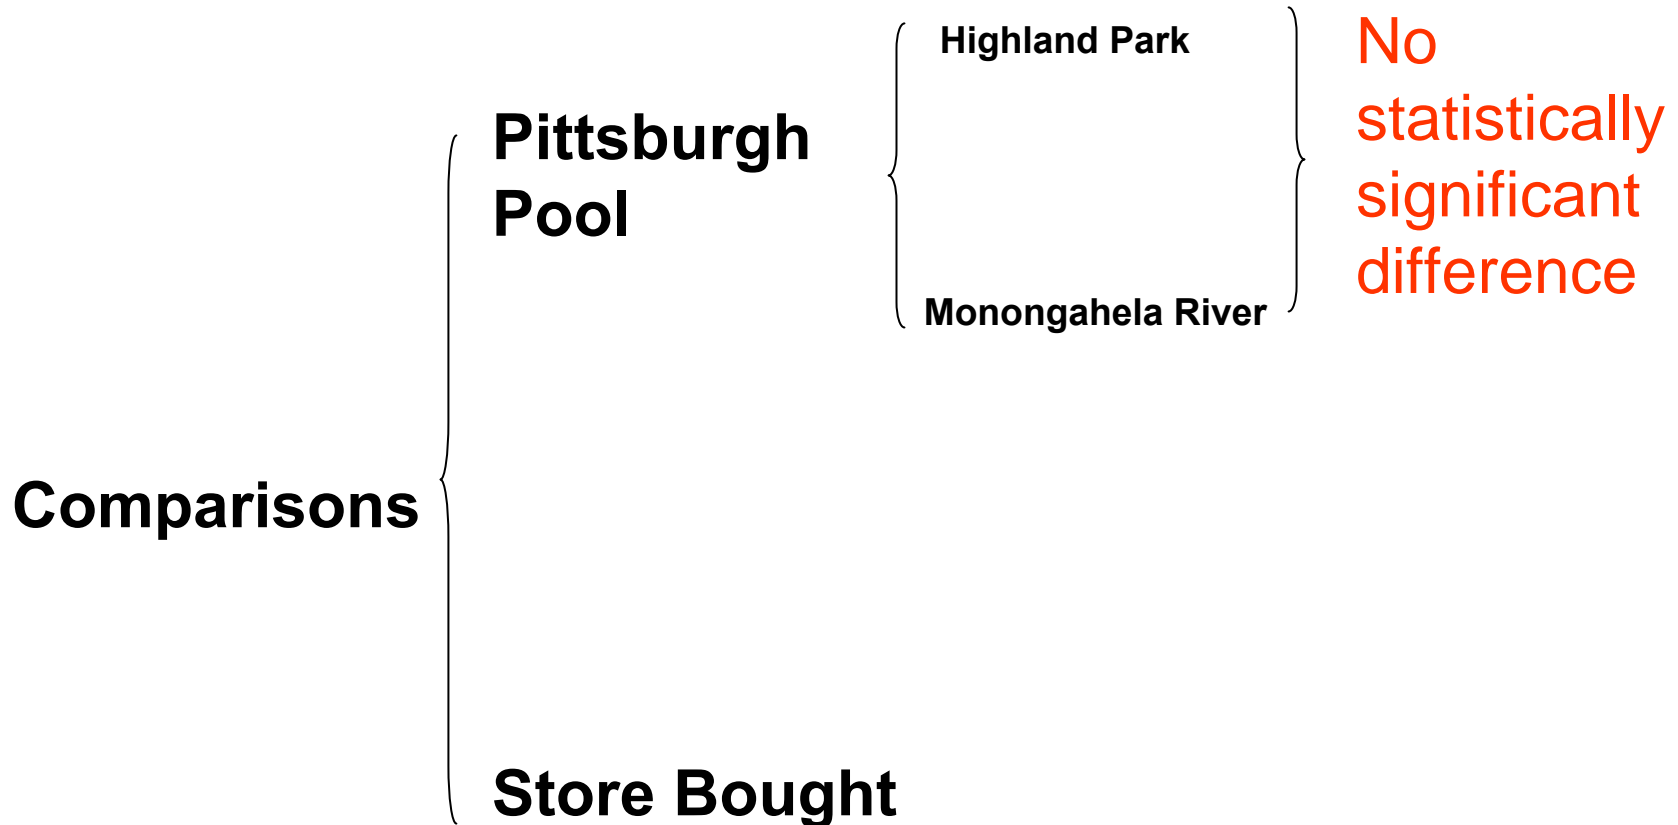 Highland Park
No
statistically
significant
difference
Pittsburgh
Pool
Monongahela River
Comparisons
Store Bought